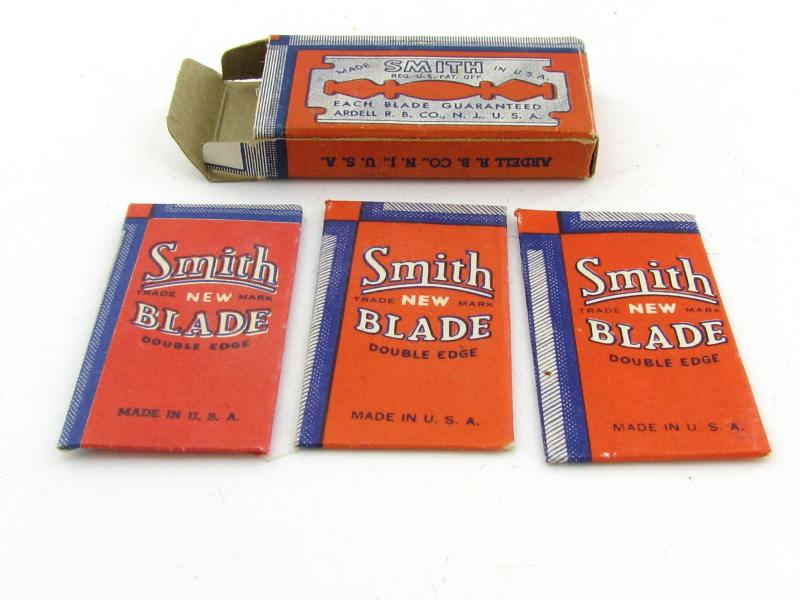 MADE SMITH IN U.S.A.
REG. U.S. PAT. OFF.
EACH BLADE GUARANTEED
ARDELL R. B. CO., N. J., U. S. A.
ARDELL R. B. CO., N. J., U. S. A.
Smith
TRADE NEW MARK
BLADE
DOUBLE EDGE
MADE IN U. S. A.
Smith
TRADE NEW MARK
BLADE
DOUBLE EDGE
MADE IN U. S. A.
Smith
TRADE NEW MARK
BLADE
DOUBLE EDGE
MADE IN U. S. A.